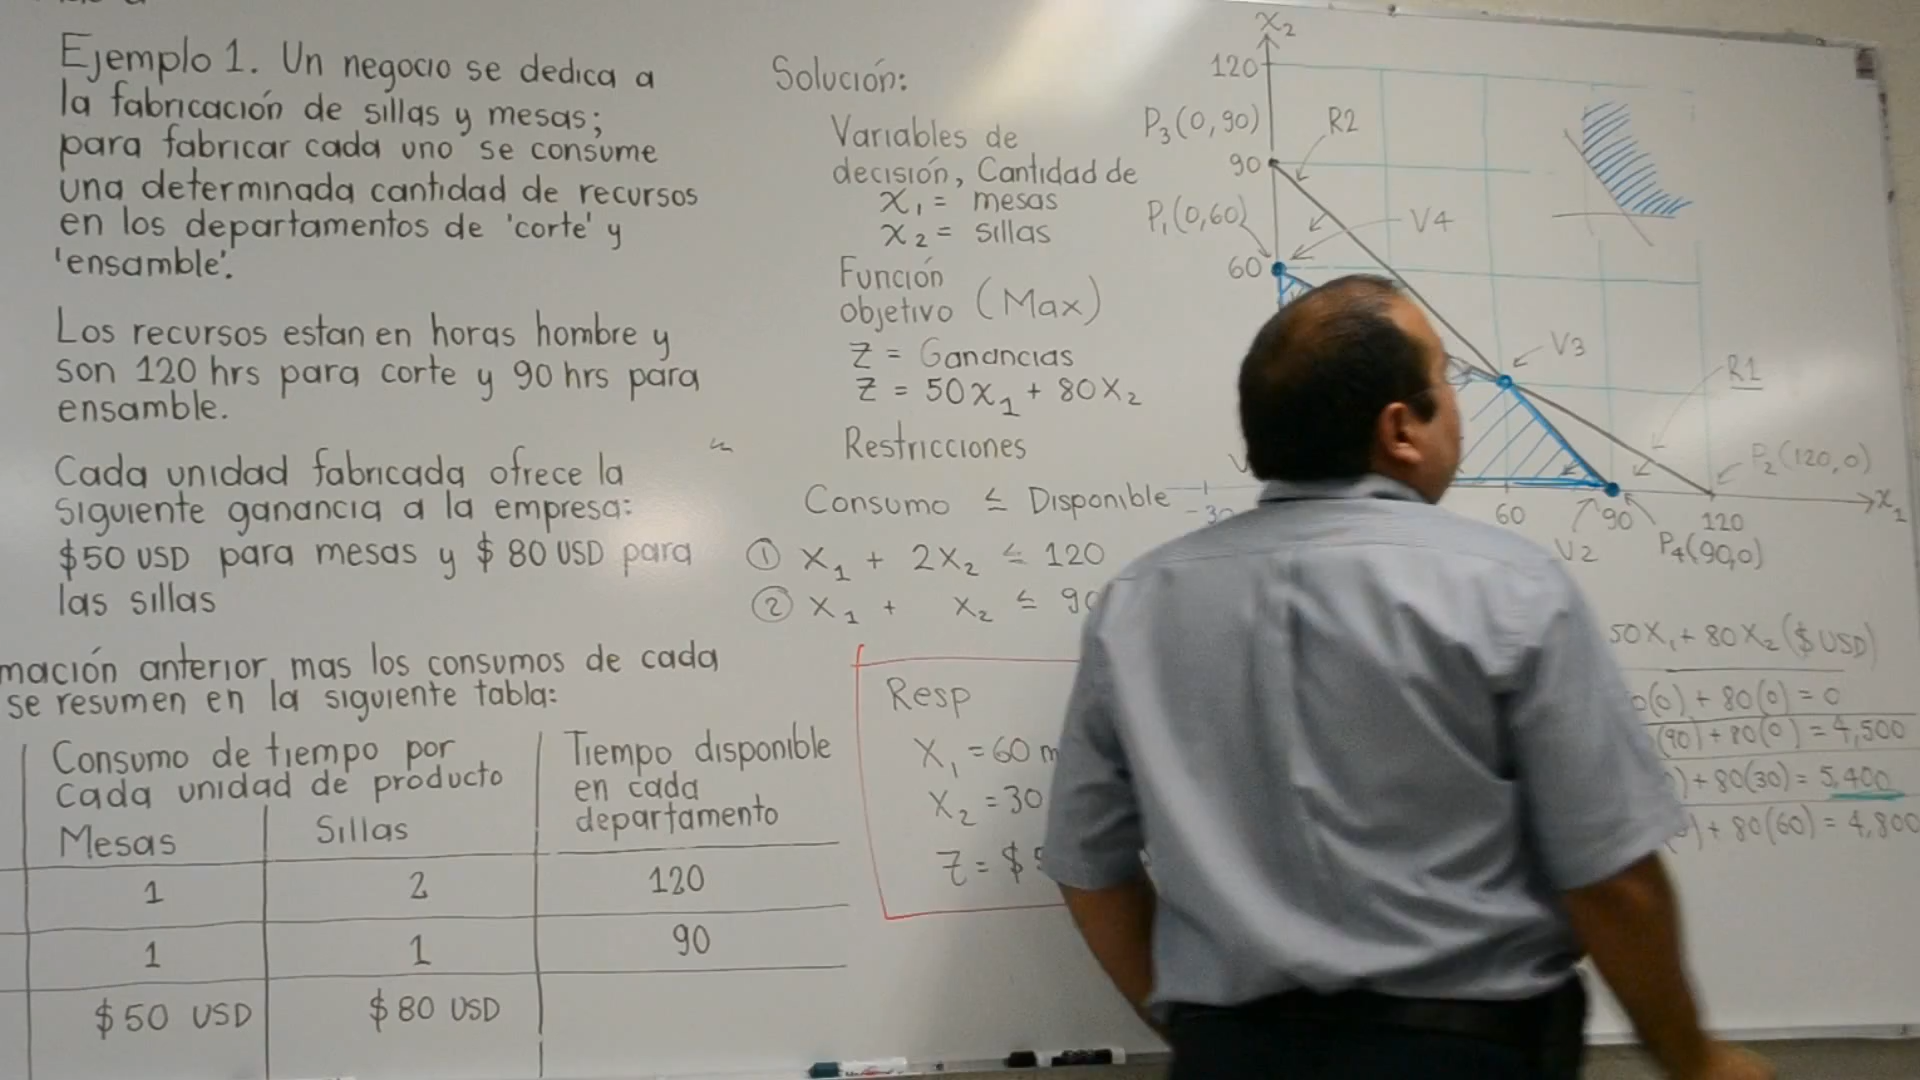 Ejemplo 1. Un negocio se dedica a
la fabricación de sillas y mesas;
para fabricar cada uno se consume
una determinada cantidad de recursos
en los departamentos de 'corte' y
'ensamble'.
Los recursos estan en horas hombre y
son 120 hrs para corte y 90 hrs para
ensamble.
Cada unidad fabricada ofrece la
siguiente ganancia a la empresa:
$50 USD para mesas y $80 USD para
las sillas
mación anterior, mas los consumos de cada
se resumen en la siguiente tabla:
Consumo de tiempo por
cada unidad de producto
Mesas
Sillas
Tiempo disponible
en cada
departamento
1 2 120
1 1 90
$50 USD $80 USD
Solución:
Variables de
decisión, Cantidad de
X₁ = mesas
X₂ = sillas
Función
objetivo (Max)
Z = Ganancias
Z = 50X₁ + 80X₂
Restricciones
Consumo ≤ Disponible
① X₁ + 2X₂ ≤ 120
② X₁ + X₂ ≤ 90
Resp
X₁ = 60 m
X₂ = 30
Z = $5
X₂
120
P₃(0,90)
R2
90
P₁(0,60)
V4
60
V3
R1
P₂(120,0)
-30
60
90
120
X₁
V2
P₄(90,0)
50X₁ + 80X₂ ($USD)
(0) + 80(0) = 0
(90) + 80(0) = 4,500
) + 80(30) = 5,400
) + 80(60) = 4,800